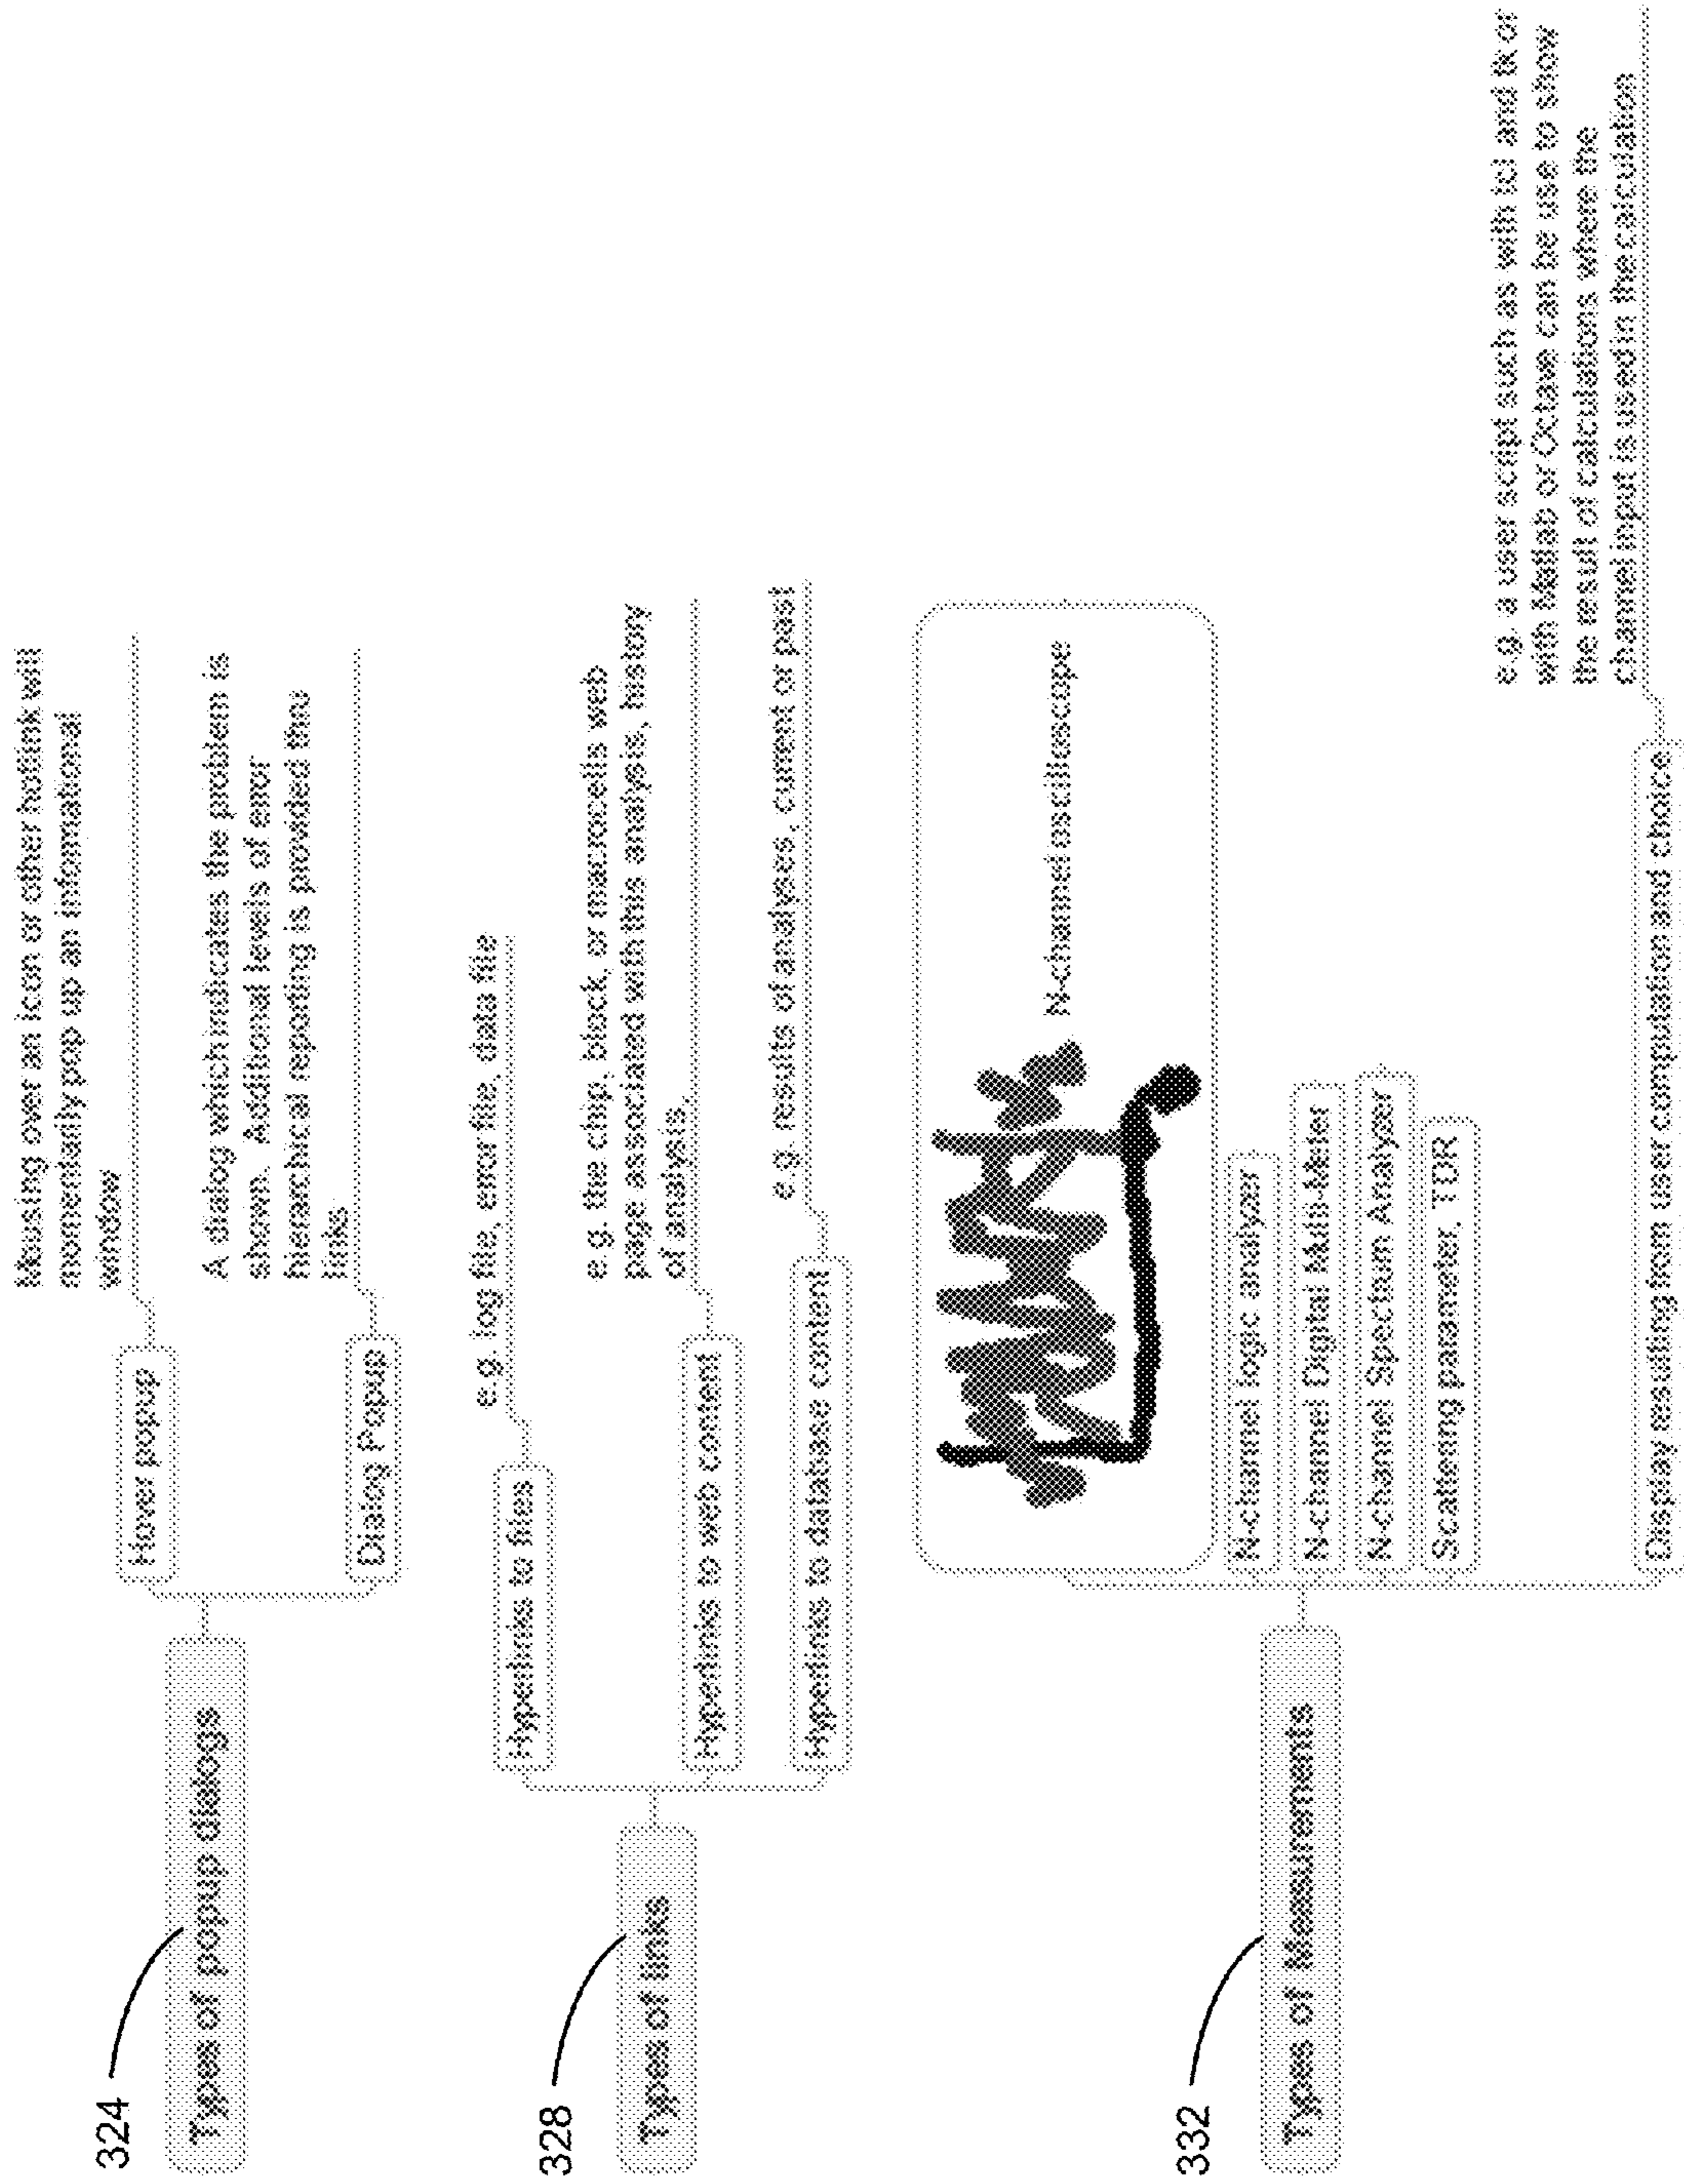 324
Types of popup dialogs
Hover popup
Mousing over an icon or other hotlink will
momentarily pop up an informational
window
Dialog Popup
A dialog which indicates the problem is
shown. Additional levels of error
hierarchical reporting is provided thru
links
328
Types of links
Hyperlinks to files
e.g. log file, error file, data file
Hyperlinks to web content
e.g. the chip, block, or macrocells web
page associated with this analysis, history
of analysis,
Hyperlinks to database content
e.g. results of analyses, current or past
332
Types of Measurements
N-channel oscilloscope
N-channel logic analyzer
N-channel Digital Multi-Meter
N-channel Spectrum Analyzer
Scattering parameter, TDR
Display resulting from user computation and choice
e.g. a user script such as with tcl and tk or
with Matlab or Octave can be use to show
the result of calculations where the
channel input is used in the calculation